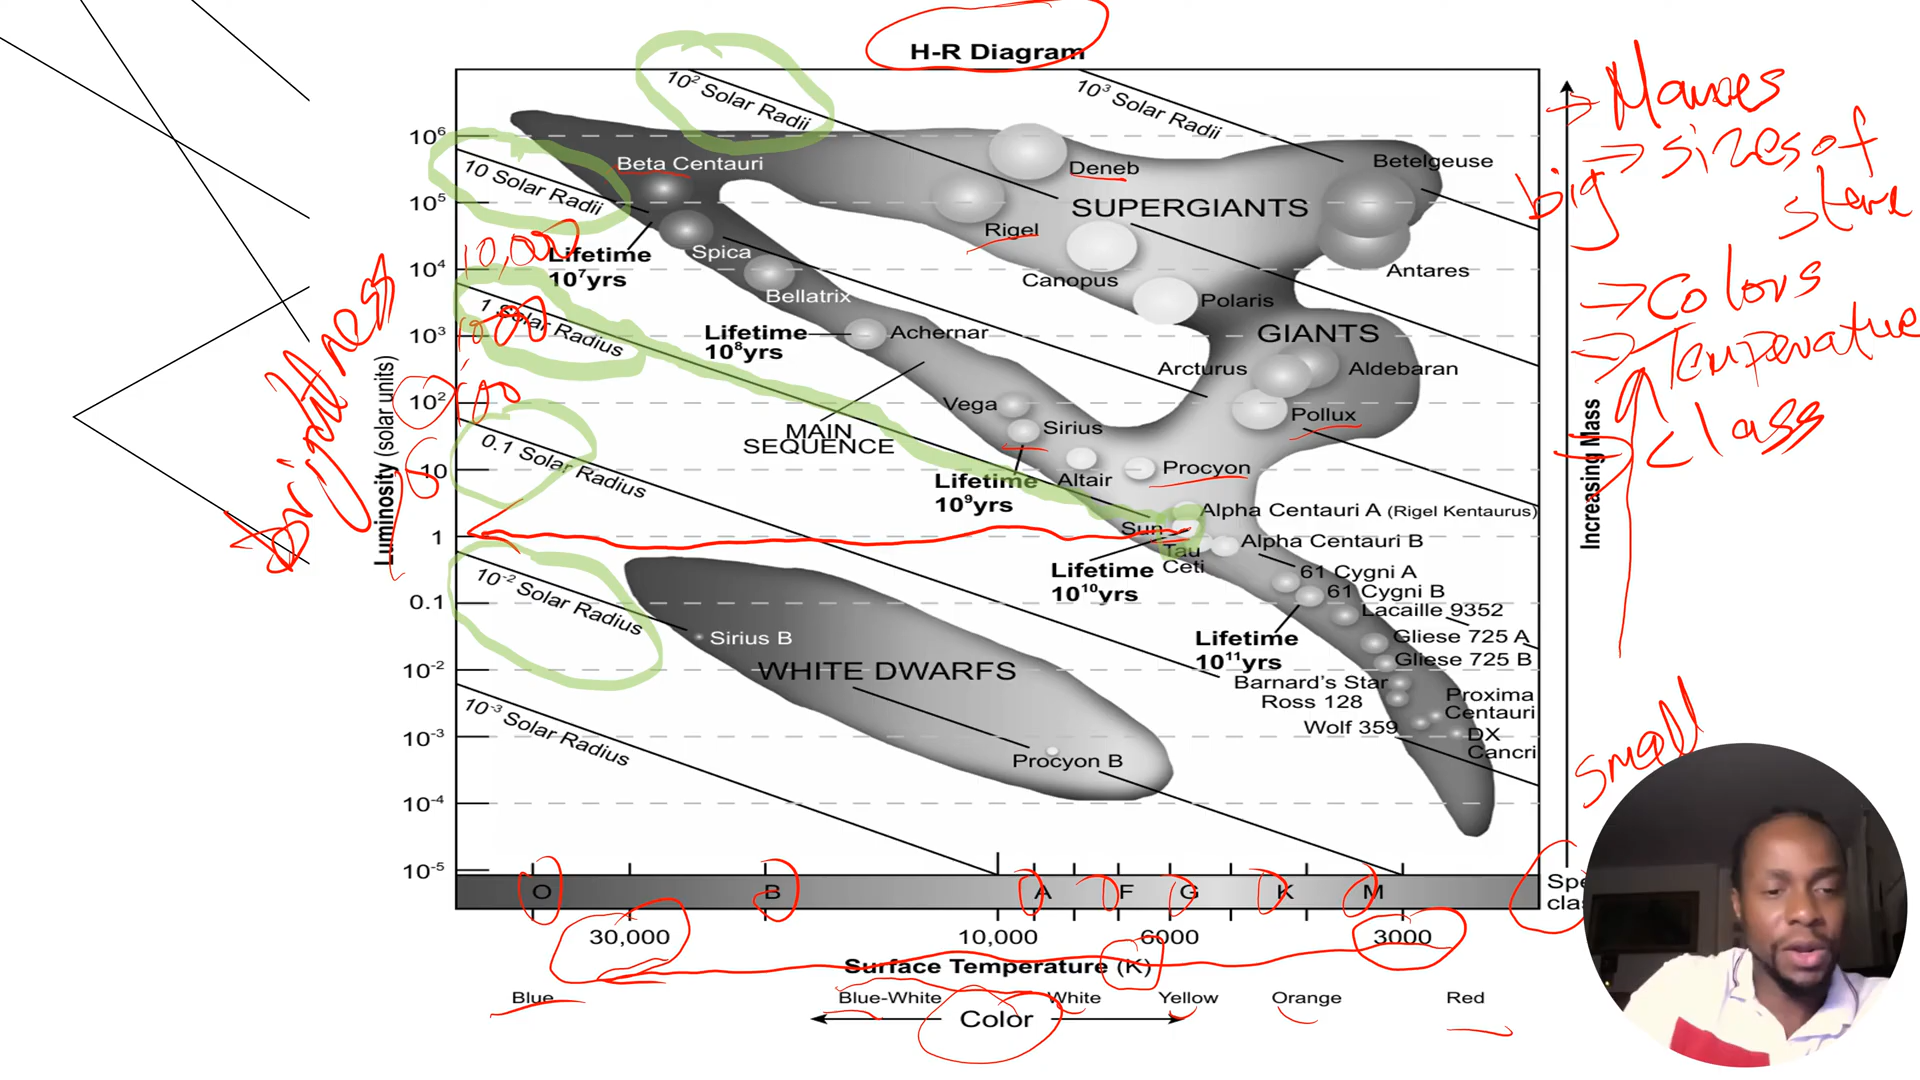 H-R Diagram
10² Solar Radii
10³ Solar Radii
10⁶
Beta Centauri
Deneb
Betelgeuse
10 Solar Radii
10⁵
SUPERGIANTS
Rigel
Spica
10,000
Lifetime
10⁷yrs
10⁴
Canopus
Antares
Bellatrix
Polaris
1 Solar Radius
10³
Lifetime
10⁸yrs
Achernar
GIANTS
Arcturus
Aldebaran
10²
100
Vega
Pollux
MAIN
SEQUENCE
Sirius
0.1 Solar Radius
10
Altair
Procyon
Lifetime
10⁹yrs
Alpha Centauri A (Rigel Kentaurus)
1
Sun
Tau
Ceti
Alpha Centauri B
Lifetime
10¹⁰yrs
61 Cygni A
61 Cygni B
10⁻² Solar Radius
0.1
Lacaille 9352
Sirius B
Lifetime
10¹¹yrs
Gliese 725 A
Gliese 725 B
10⁻²
WHITE DWARFS
Barnard's Star
Ross 128
Proxima
Centauri
10⁻³ Solar Radius
10⁻³
Wolf 359
DX
Cancri
Procyon B
10⁻⁴
10⁻⁵
O B A F G K M
30,000 10,000 6000 3000
Surface Temperature (K)
Blue Blue-White White Yellow Orange Red
Color
Luminosity (solar units)
brightness
Increasing Mass
big
small
→ Names
→ sizes of
→ Colors
→ Temperature
→ class